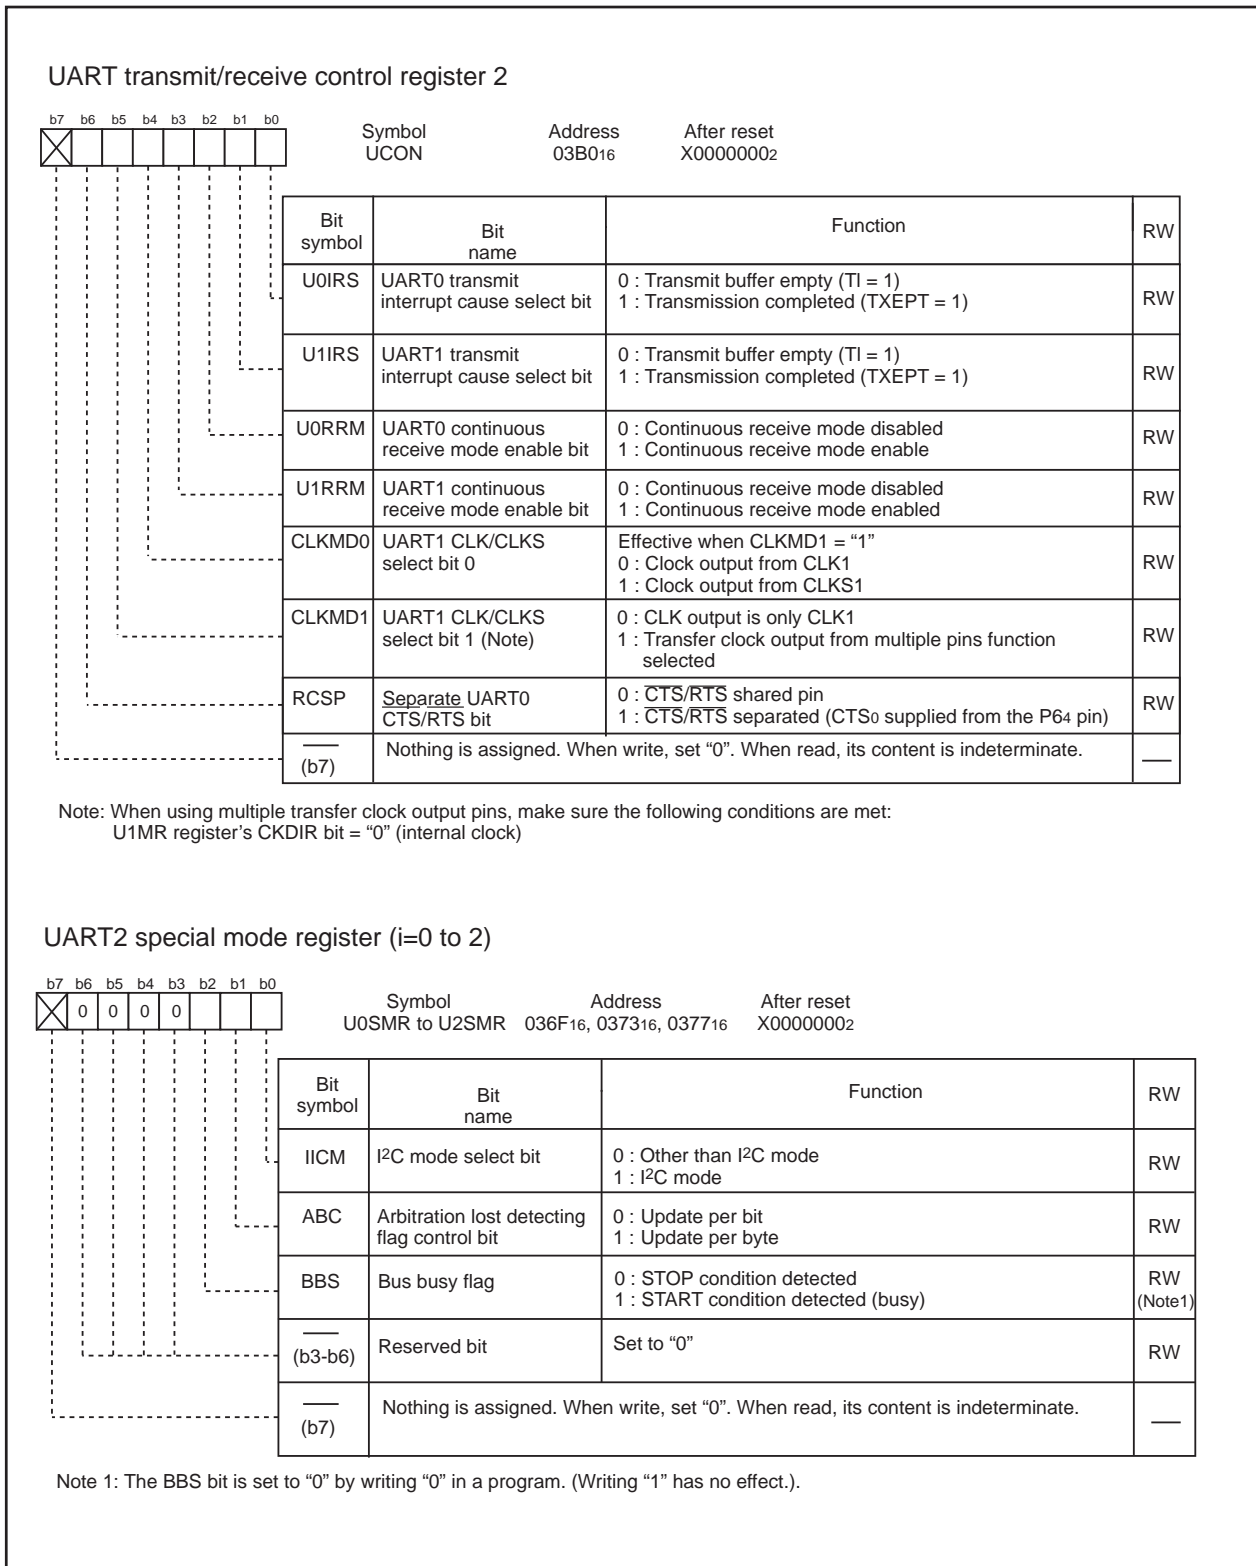 UART transmit/receive control register 2
b7 b6 b5 b4 b3 b2 b1 b0
Symbol Address After reset
UCON 03B016 X00000002
Bit symbol Bit name Function RW
U0IRS UART0 transmit interrupt cause select bit 0 : Transmit buffer empty (TI = 1) RW
1 : Transmission completed (TXEPT = 1)
U1IRS UART1 transmit interrupt cause select bit 0 : Transmit buffer empty (TI = 1) RW
1 : Transmission completed (TXEPT = 1)
U0RRM UART0 continuous receive mode enable bit 0 : Continuous receive mode disabled RW
1 : Continuous receive mode enable
U1RRM UART1 continuous receive mode enable bit 0 : Continuous receive mode disabled RW
1 : Continuous receive mode enabled
CLKMD0 UART1 CLK/CLKS select bit 0 Effective when CLKMD1 = “1” RW
0 : Clock output from CLK1
1 : Clock output from CLKS1
CLKMD1 UART1 CLK/CLKS select bit 1 (Note) 0 : CLK output is only CLK1 RW
1 : Transfer clock output from multiple pins function
selected
RCSP Separate UART0 CTS/RTS bit 0 : CTS/RTS shared pin RW
1 : CTS/RTS separated (CTS0 supplied from the P64 pin)
(b7) Nothing is assigned. When write, set “0”. When read, its content is indeterminate. —
Note: When using multiple transfer clock output pins, make sure the following conditions are met:
U1MR register’s CKDIR bit = “0” (internal clock)
UART2 special mode register (i=0 to 2)
b7 b6 b5 b4 b3 b2 b1 b0
0 0 0 0
Symbol Address After reset
U0SMR to U2SMR 036F16, 037316, 037716 X00000002
Bit symbol Bit name Function RW
IICM I2C mode select bit 0 : Other than I2C mode RW
1 : I2C mode
ABC Arbitration lost detecting flag control bit 0 : Update per bit RW
1 : Update per byte
BBS Bus busy flag 0 : STOP condition detected RW (Note1)
1 : START condition detected (busy)
(b3-b6) Reserved bit Set to “0” RW
(b7) Nothing is assigned. When write, set “0”. When read, its content is indeterminate. —
Note 1: The BBS bit is set to “0” by writing “0” in a program. (Writing “1” has no effect.).